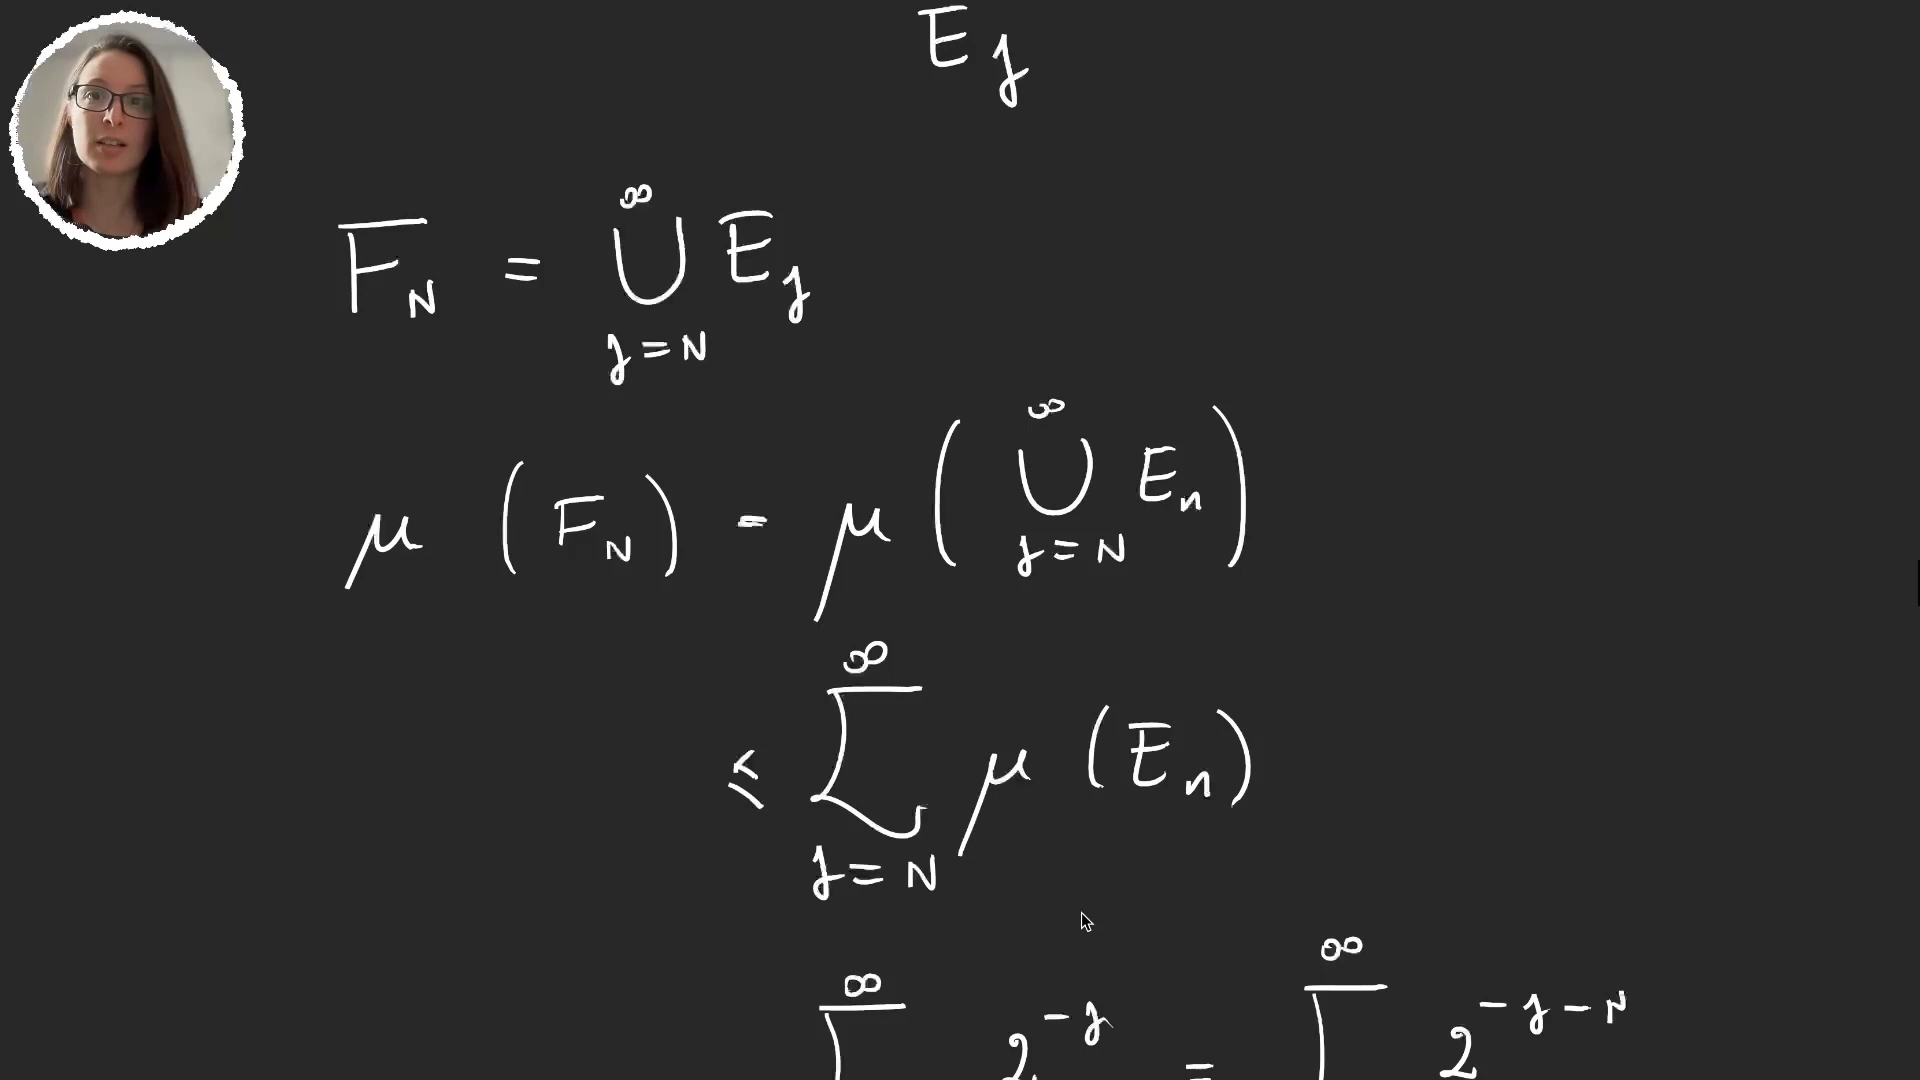 E_j
F_N = ∞ ∪ j=N E_j
μ (F_N) = μ ( ∞ ∪ j=N E_n )
≤ ∞ ∑ j=N μ (E_n)
∞ ∑ 2^{-j} = ∞ ∑ 2^{-j-N}